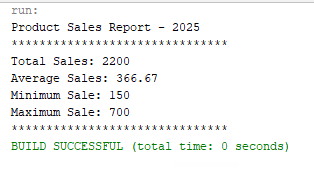 run:
Product Sales Report - 2025
*******************************
Total Sales: 2200
Average Sales: 366.67
Minimum Sale: 150
Maximum Sale: 700
*******************************
BUILD SUCCESSFUL (total time: 0 seconds)